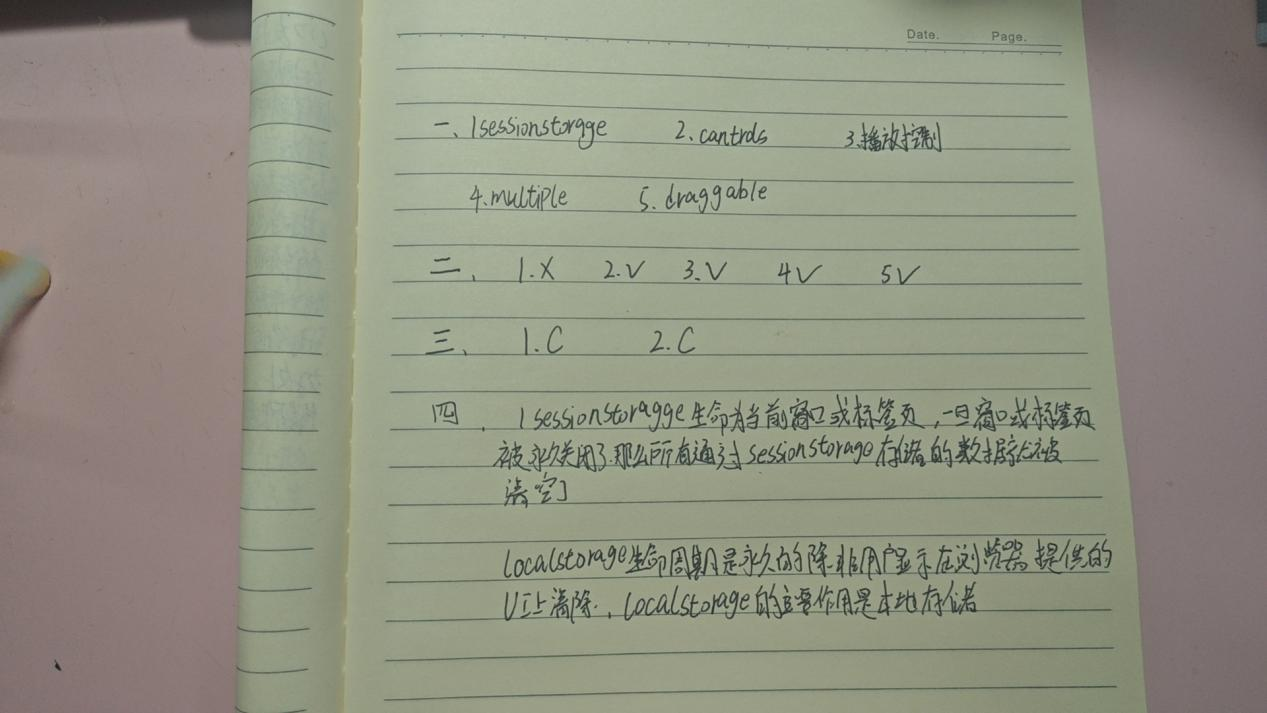 Date. Page.
一、1sessionstorqge 2.cantrols 3.播放控制
4.multiple 5.draggable
二、 1.X 2.V 3.V 4V 5V
三、 1.C 2.C
四、1sessionstoragge生命为当前窗口或标签页，一旦窗口或标签页
被永久关闭了.那么所有通过sessionstorage存储的数据就被
清空了
localstorage生命周期是永久的除非用户显示在浏览器提供的
UI上清除.，localstorage的主要作用是本地存储